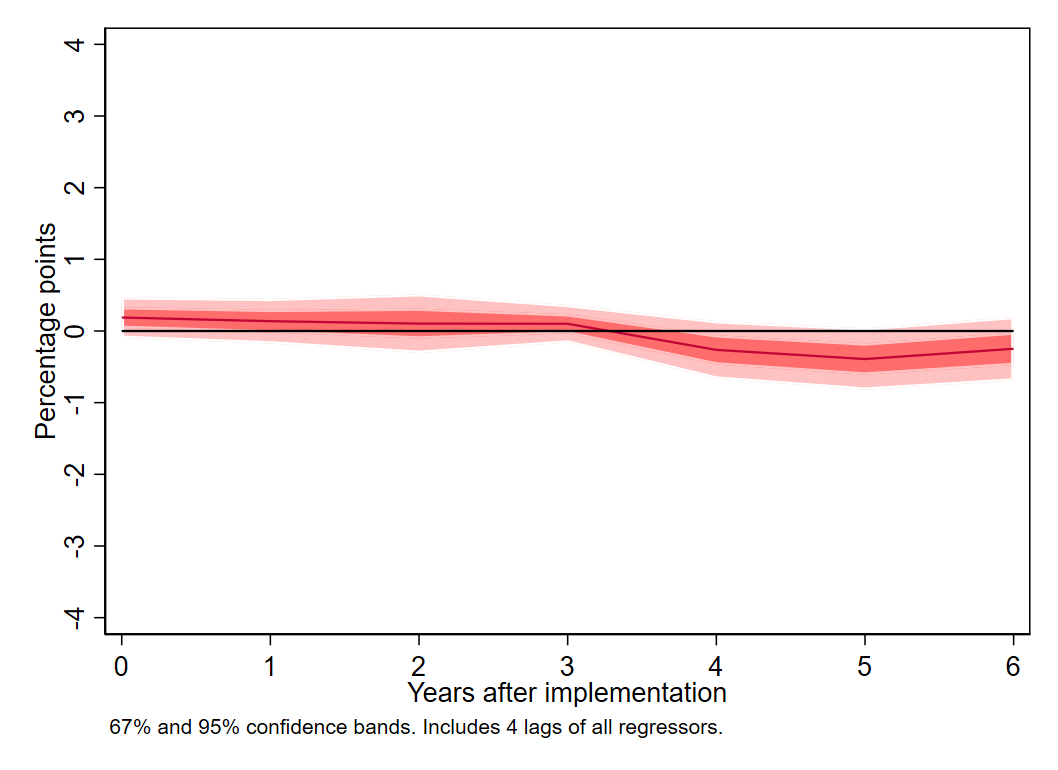 4
3
2
1
0
-1
-2
-3
-4
Percentage points
0 1 2 3 4 5 6
Years after implementation
67% and 95% confidence bands. Includes 4 lags of all regressors.